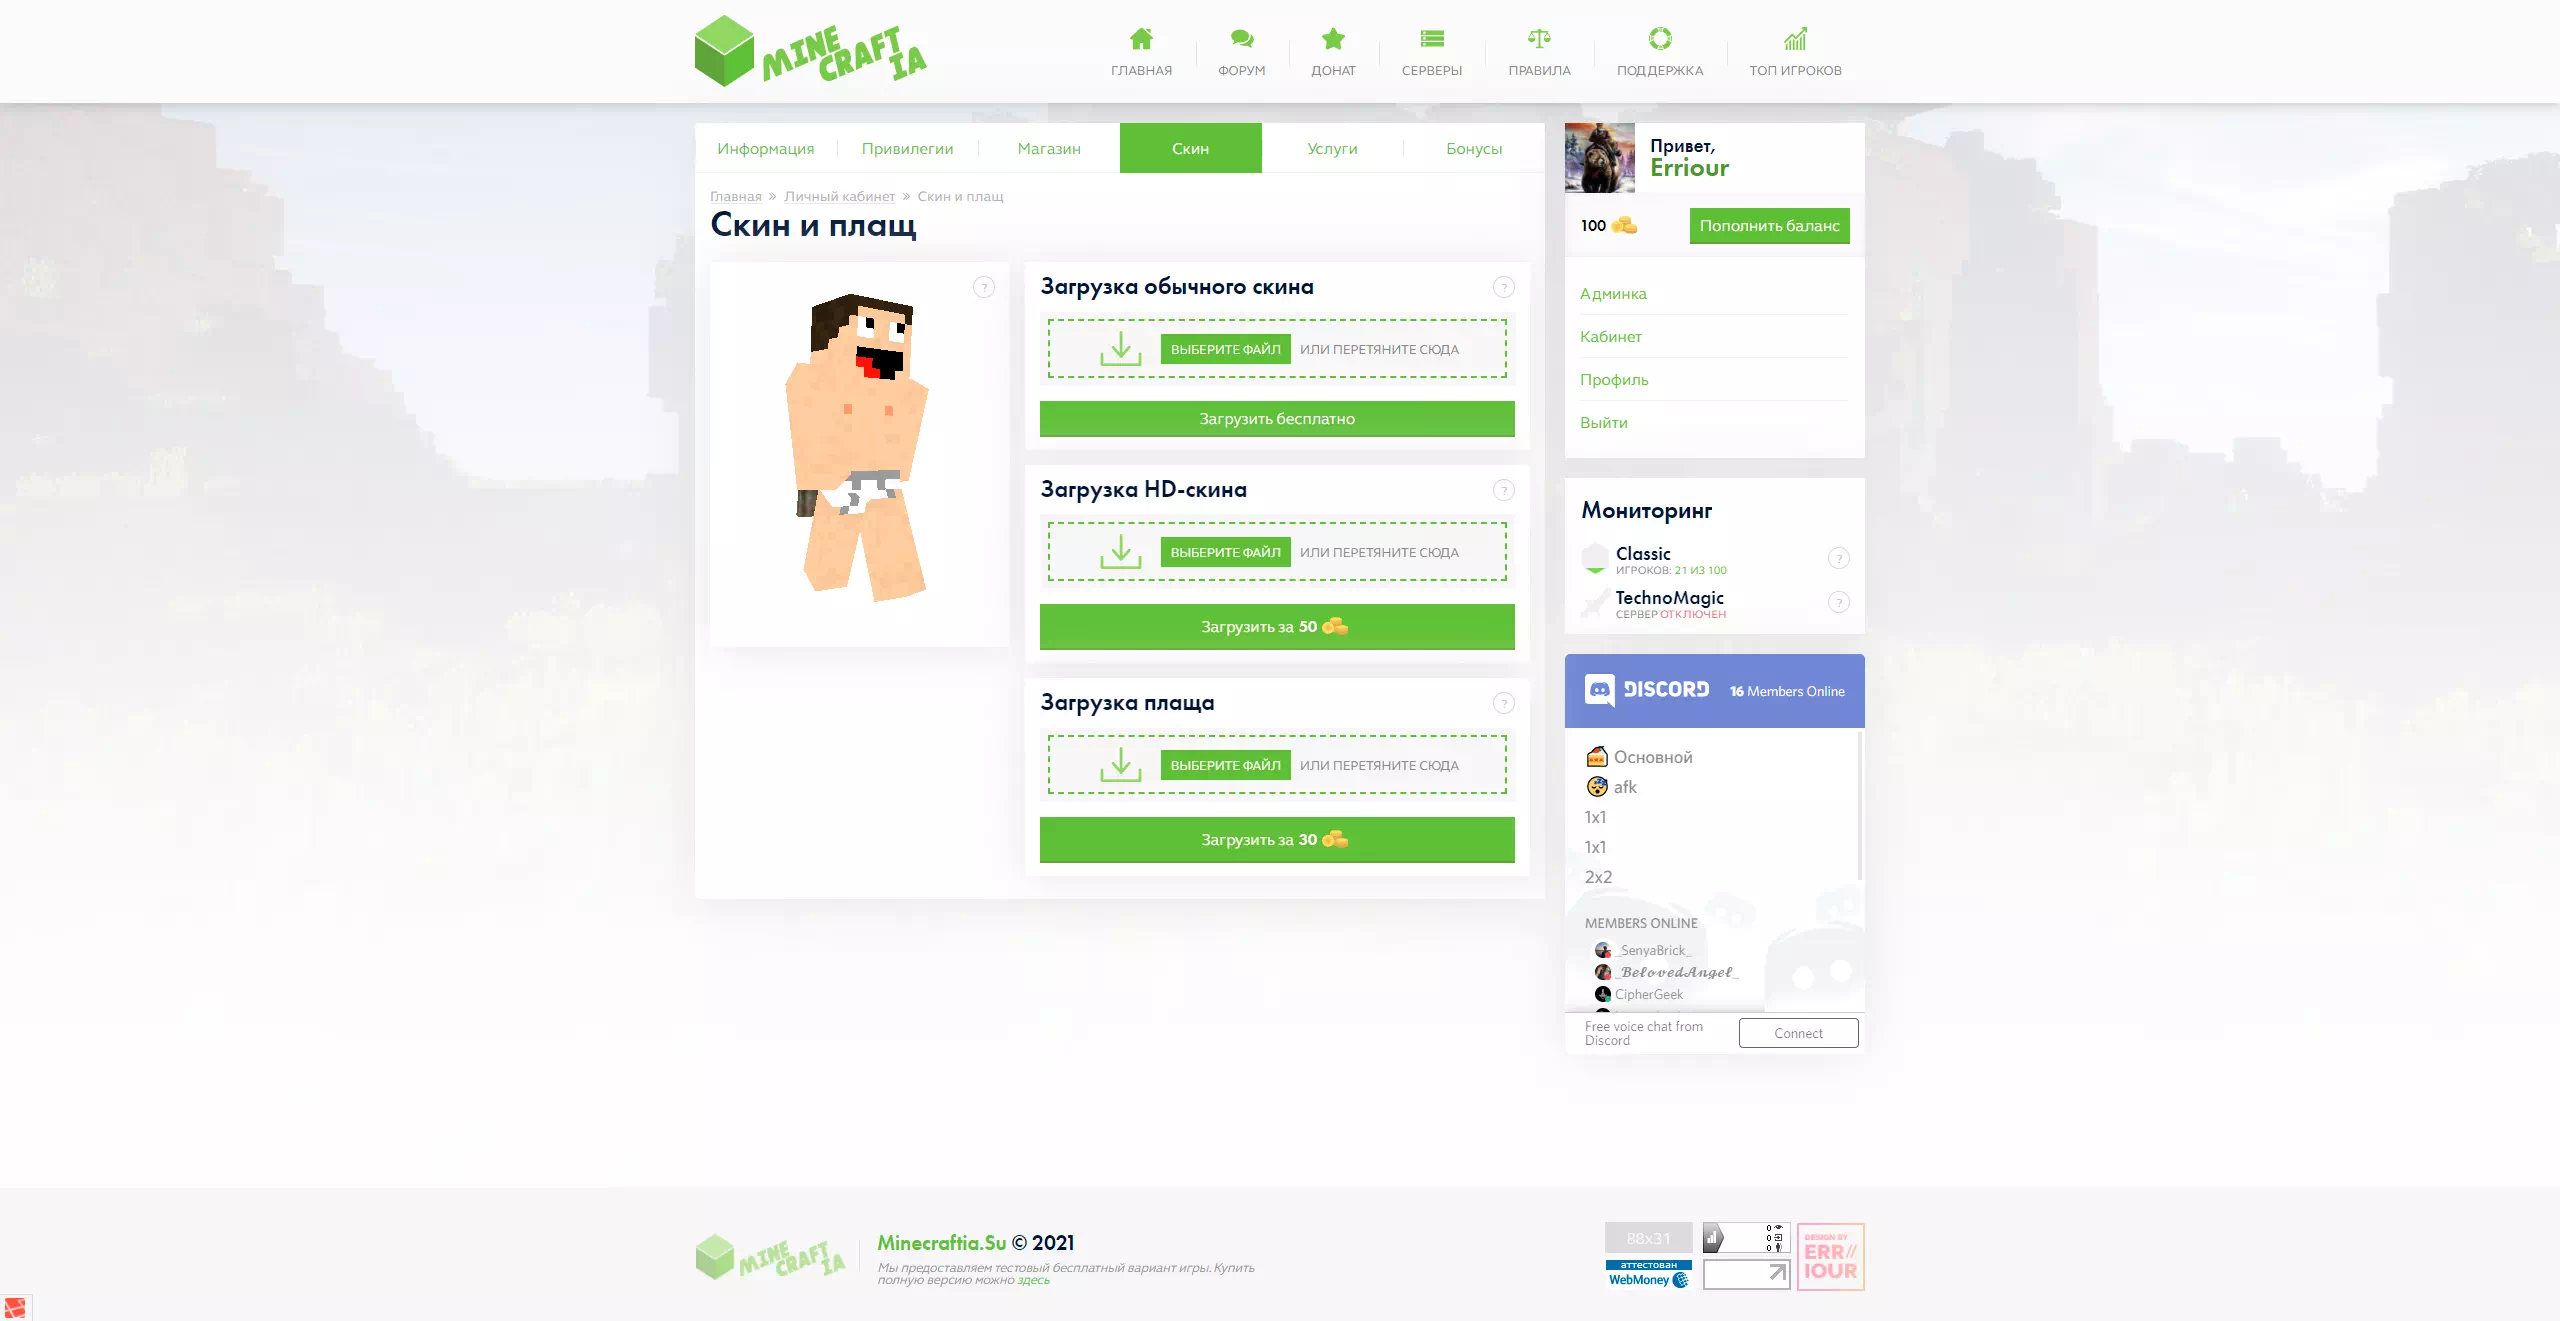 MINE CRAFT IA
ГЛАВНАЯ
ФОРУМ
ДОНАТ
СЕРВЕРЫ
ПРАВИЛА
ПОДДЕРЖКА
ТОП ИГРОКОВ
Информация
Привилегии
Магазин
Скин
Услуги
Бонусы
Главная » Личный кабинет » Скин и плащ
Скин и плащ
?
Загрузка обычного скина
?
ВЫБЕРИТЕ ФАЙЛ ИЛИ ПЕРЕТЯНИТЕ СЮДА
Загрузить бесплатно
Загрузка HD-скина
?
ВЫБЕРИТЕ ФАЙЛ ИЛИ ПЕРЕТЯНИТЕ СЮДА
Загрузить за 50
Загрузка плаща
?
ВЫБЕРИТЕ ФАЙЛ ИЛИ ПЕРЕТЯНИТЕ СЮДА
Загрузить за 30
Привет,
Erriour
100
Пополнить баланс
Админка
Кабинет
Профиль
Выйти
Мониторинг
Classic
ИГРОКОВ: 21 ИЗ 100
?
TechnoMagic
СЕРВЕР ОТКЛЮЧЕН
?
DISCORD
16 Members Online
Основной
afk
1x1
1x1
2x2
MEMBERS ONLINE
_SenyaBrick_
_𝓑𝓮𝓵𝓸𝓿𝓮𝓭𝓐𝓷𝓰𝓮𝓵_
CipherGeek
Free voice chat from
Discord
Connect
MINE CRAFT IA
Minecraftia.Su © 2021
Мы предоставляем тестовый бесплатный вариант игры. Купить
полную версию можно здесь
88x31
аттестован
WebMoney
0
0
0
DESIGN BY
ERR//
IOUR